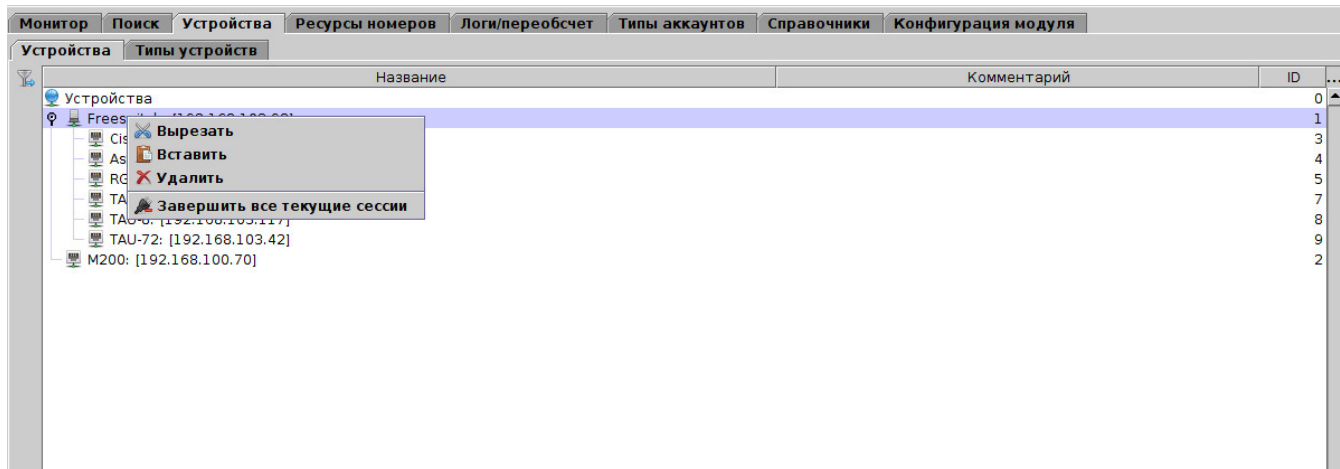 Монитор Поиск Устройства Ресурсы номеров Логи/переобсчет Типы аккаунтов Справочники Конфигурация модуля
Устройства Типы устройств
Название Комментарий ID ...
Устройства 0
1
Вырезать
3
Вставить
4
Удалить
5
7
Завершить все текущие сессии
8
TAU-72: [192.168.103.42] 9
M200: [192.168.100.70] 2